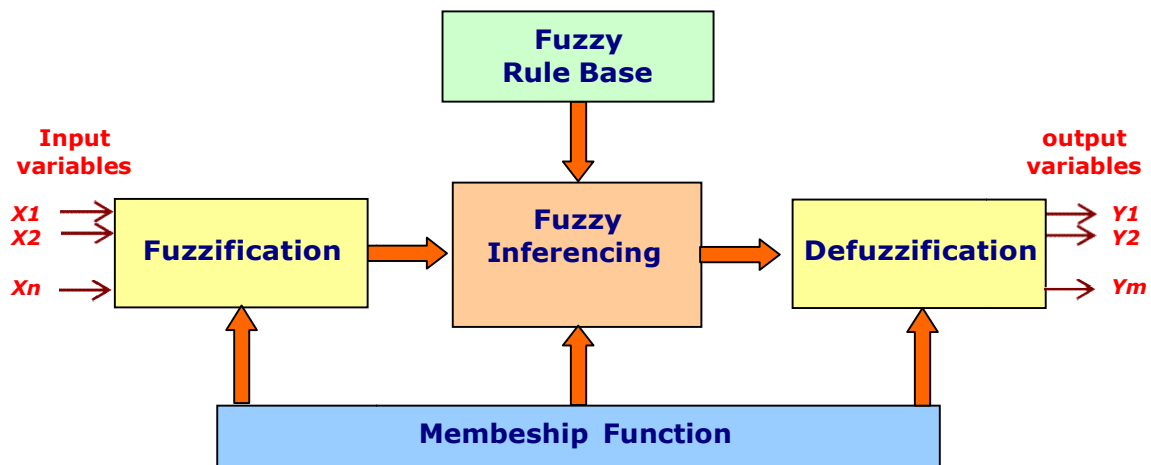 Fuzzy
Rule Base
Input
variables
output
variables
X1
X2
Xn
Fuzzification
Fuzzy
Inferencing
Defuzzification
Y1
Y2
Ym
Membeship Function